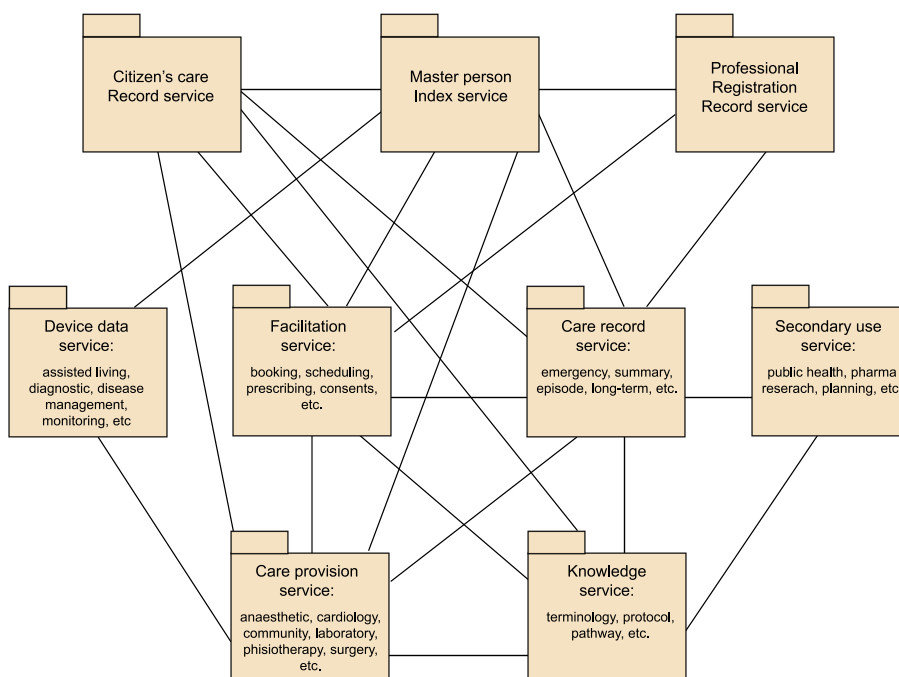 Citizen's care
Record service
Master person
Index service
Professional
Registration
Record service
Device data
service:
assisted living,
diagnostic, disease
management,
monitoring, etc
Facilitation
service:
booking, scheduling,
prescribing, consents,
etc.
Care record
service:
emergency, summary,
episode, long-term, etc.
Secondary use
service:
public health, pharma
reserach, planning, etc
Care provision
service:
anaesthetic, cardiology,
community, laboratory,
phisiotherapy, surgery,
etc.
Knowledge
service:
terminology, protocol,
pathway, etc.